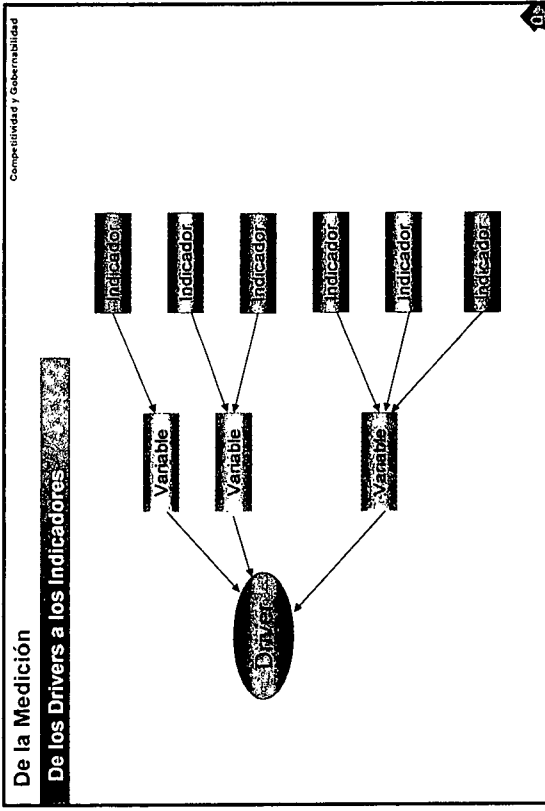 Competitividad y Gobernabilidad
De la Medición
De los Drivers a los Indicadores
Driver
Variable
Variable
Variable
Indicador
Indicador
Indicador
Indicador
Indicador
Indicador